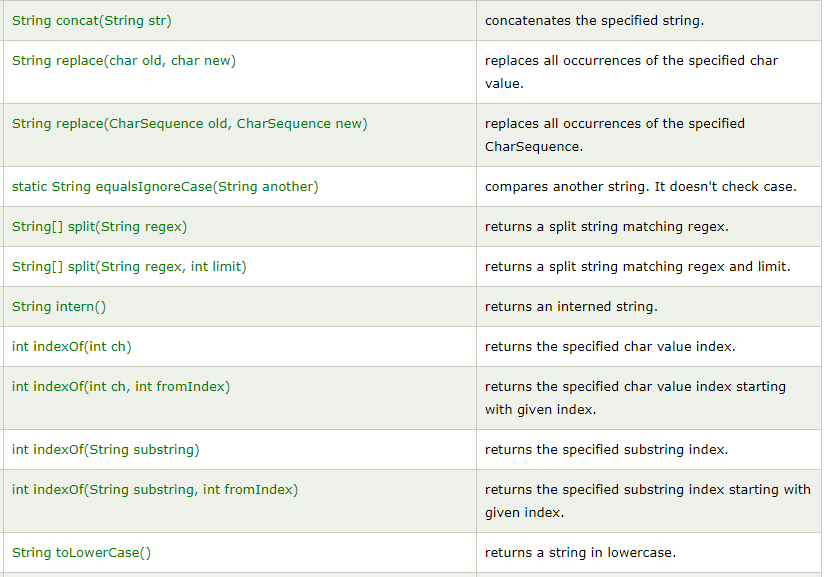 String concat(String str)
concatenates the specified string.
String replace(char old, char new)
replaces all occurrences of the specified char
value.
String replace(CharSequence old, CharSequence new)
replaces all occurrences of the specified
CharSequence.
static String equalsIgnoreCase(String another)
compares another string. It doesn't check case.
String[] split(String regex)
returns a split string matching regex.
String[] split(String regex, int limit)
returns a split string matching regex and limit.
String intern()
returns an interned string.
int indexOf(int ch)
returns the specified char value index.
int indexOf(int ch, int fromIndex)
returns the specified char value index starting
with given index.
int indexOf(String substring)
returns the specified substring index.
int indexOf(String substring, int fromIndex)
returns the specified substring index starting with
given index.
String toLowerCase()
returns a string in lowercase.